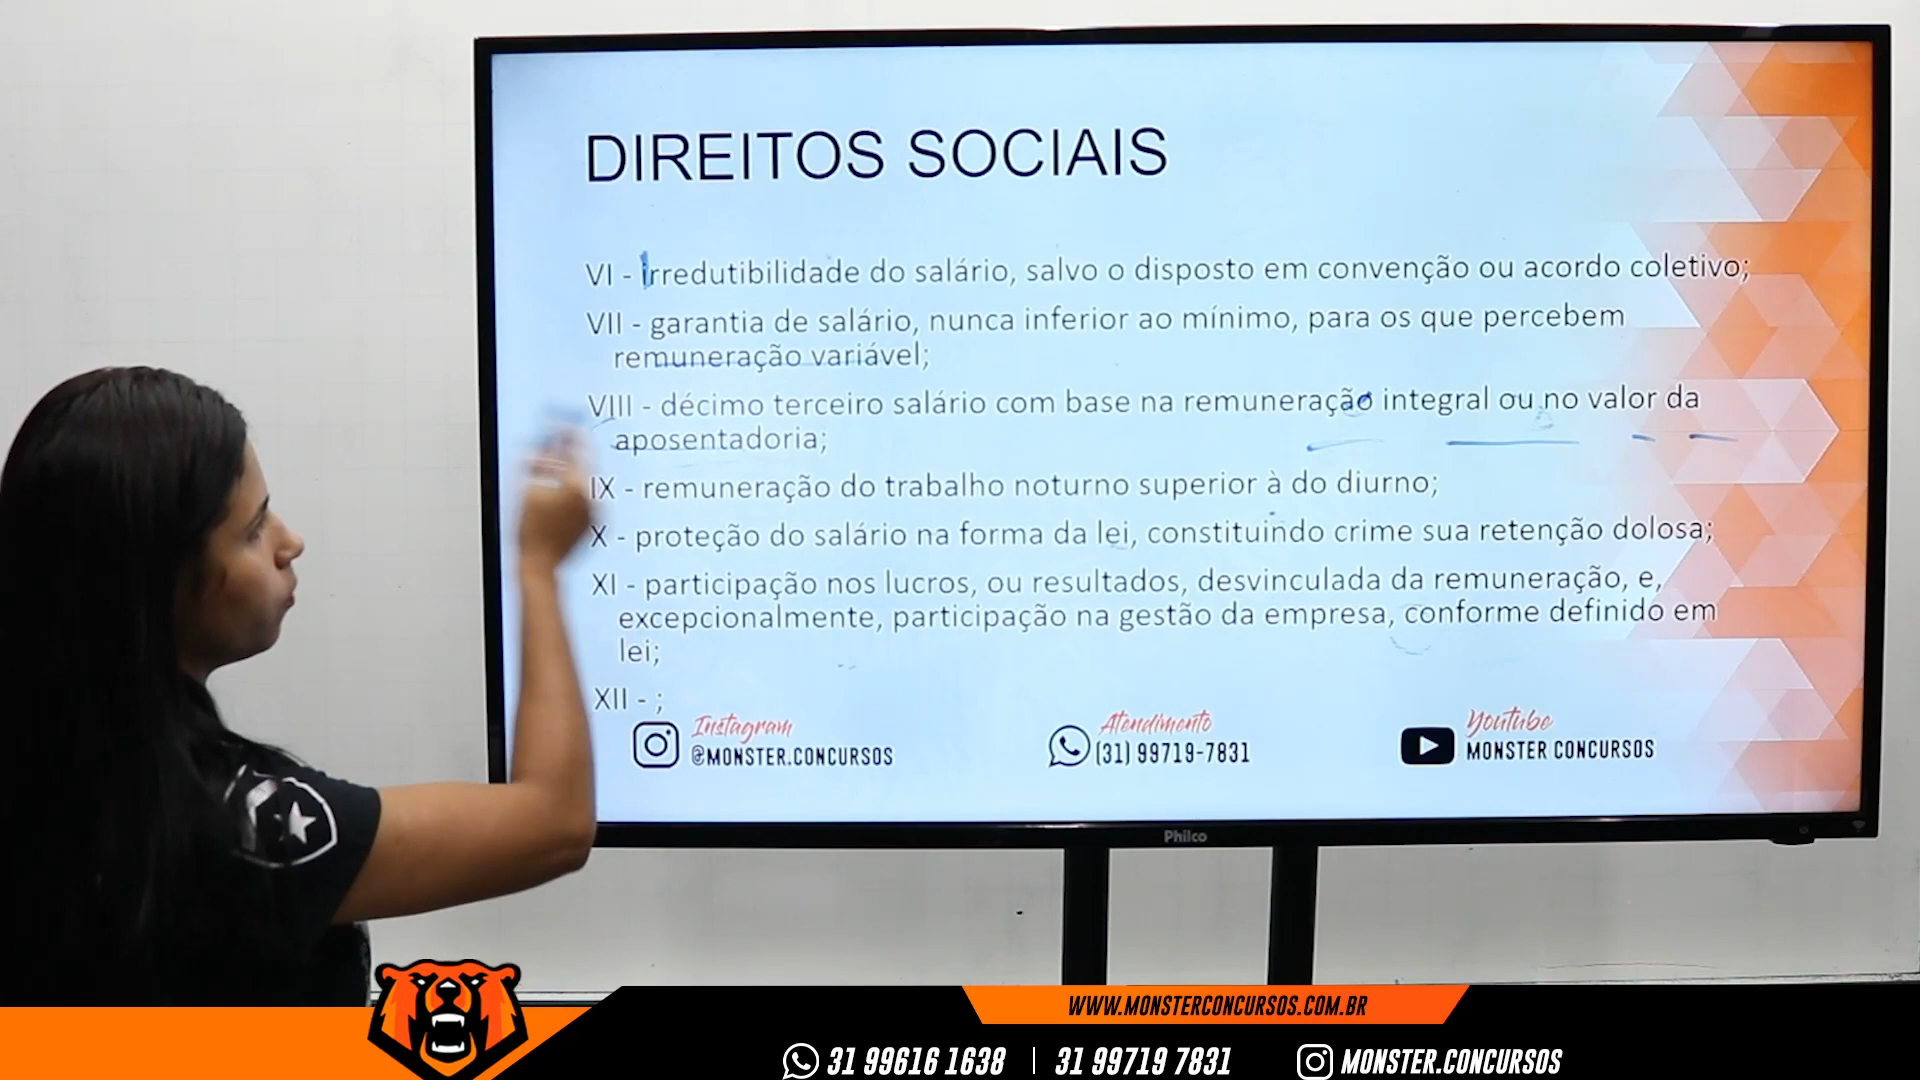 DIREITOS SOCIAIS
VI - irredutibilidade do salário, salvo o disposto em convenção ou acordo coletivo;
VII - garantia de salário, nunca inferior ao mínimo, para os que percebem
remuneração variável;
VIII - décimo terceiro salário com base na remuneração integral ou no valor da
aposentadoria;
IX - remuneração do trabalho noturno superior à do diurno;
X - proteção do salário na forma da lei, constituindo crime sua retenção dolosa;
XI - participação nos lucros, ou resultados, desvinculada da remuneração, e,
excepcionalmente, participação na gestão da empresa, conforme definido em
lei;
XII - ;
Instagram
@MONSTER.CONCURSOS
Atendimento
(31) 99719-7831
Youtube
MONSTER CONCURSOS
Philco
WWW.MONSTERCONCURSOS.COM.BR
31 99616 1638 | 31 99719 7831
MONSTER.CONCURSOS